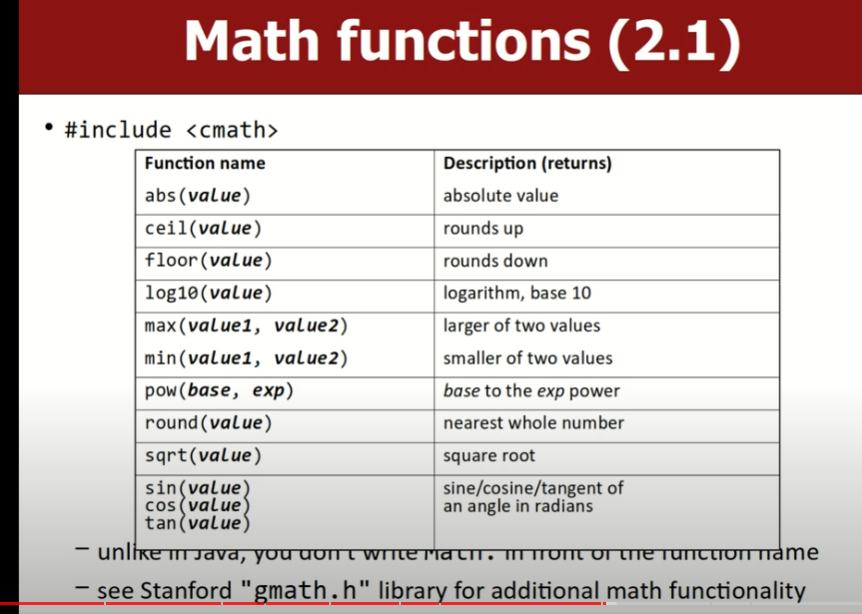 Math functions (2.1)
• #include <cmath>
Function name Description (returns)
abs(value) absolute value
ceil(value) rounds up
floor(value) rounds down
log10(value) logarithm, base 10
max(value1, value2) larger of two values
min(value1, value2) smaller of two values
pow(base, exp) base to the exp power
round(value) nearest whole number
sqrt(value) square root
sin(value) sine/cosine/tangent of
cos(value) an angle in radians
tan(value)
– unlike in Java, you don't write Math. in front of the function name
– see Stanford "gmath.h" library for additional math functionality